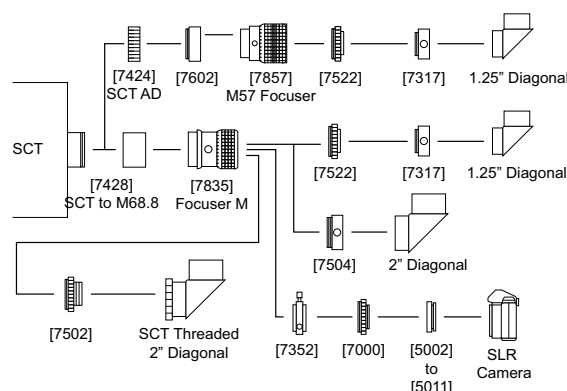 [7424]
SCT AD
[7602]
[7857]
M57 Focuser
[7522]
[7317]
1.25” Diagonal
SCT
[7428]
SCT to M68.8
[7835]
Focuser M
[7522]
[7317]
1.25” Diagonal
[7504]
2” Diagonal
[7502]
SCT Threaded
2” Diagonal
[7352]
[7000]
[5002]
to
[5011]
SLR
Camera